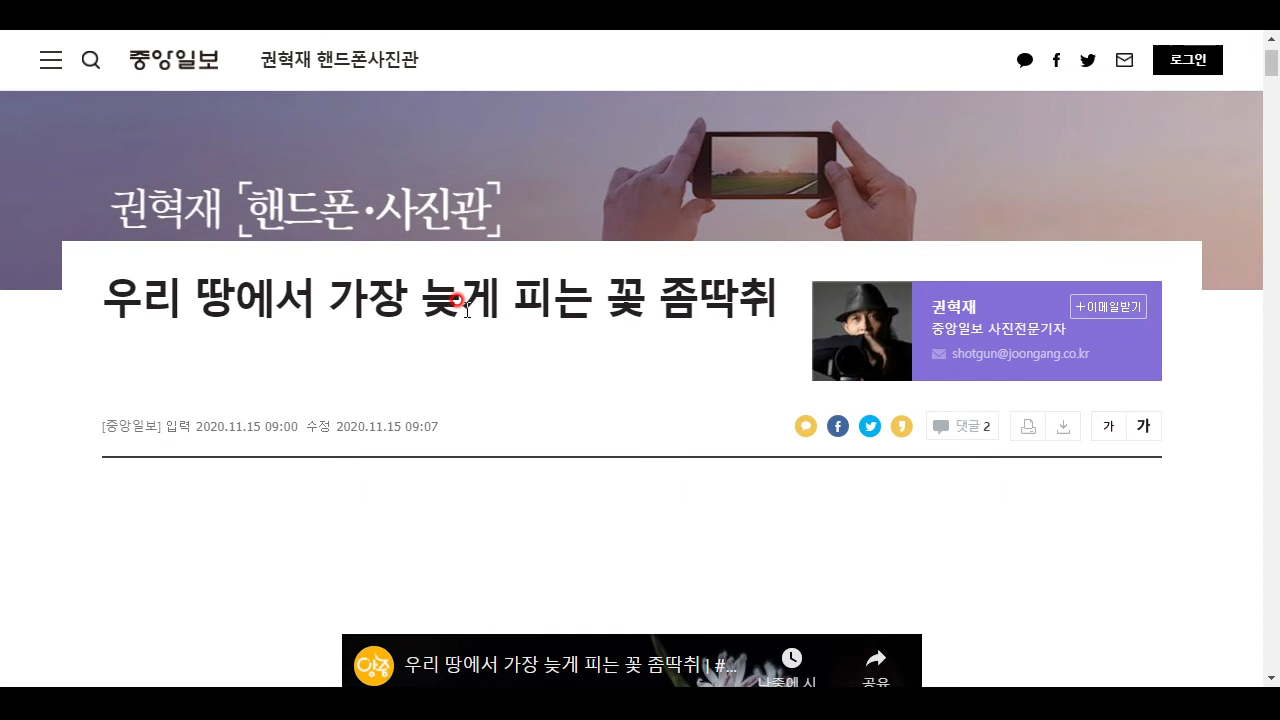 중앙일보 권혁재 핸드폰사진관 로그인
권혁재 [핸드폰·사진관]
우리 땅에서 가장 늦게 피는 꽃 좀딱취
권혁재 +이메일받기
중앙일보 사진전문기자
shotgun@joongang.co.kr
[중앙일보] 입력 2020.11.15 09:00 수정 2020.11.15 09:07 댓글 2 가 가
우리 땅에서 가장 늦게 피는 꽃 좀딱취 | #...
나중에 시 공유